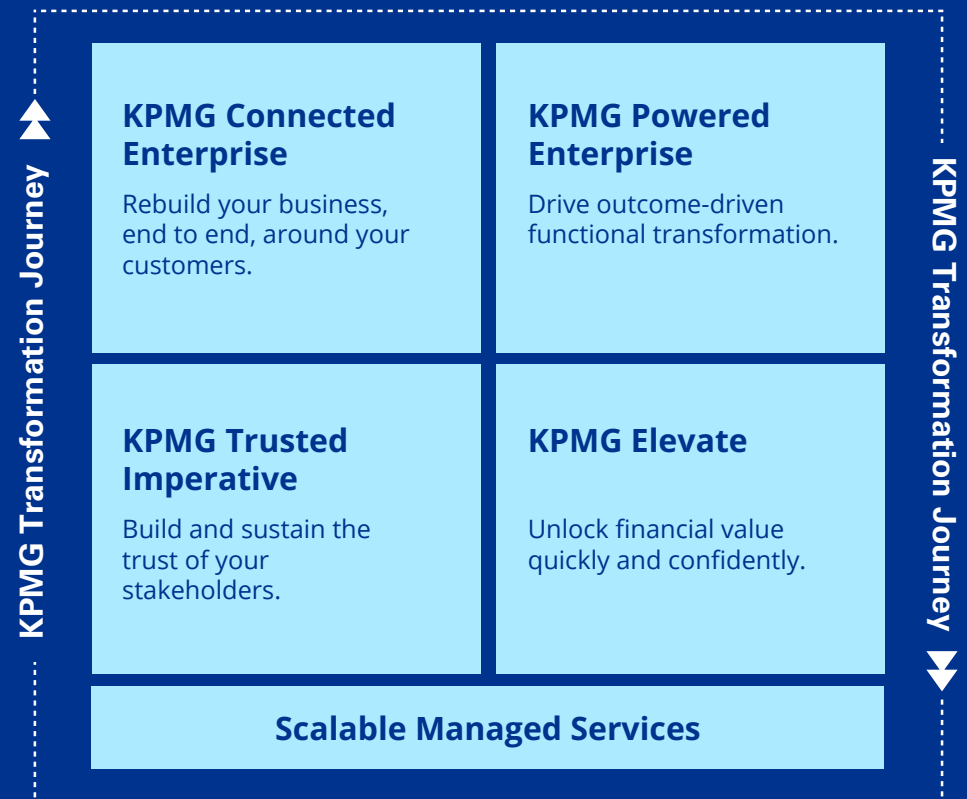 KPMG Transformation Journey
KPMG Connected
Enterprise
Rebuild your business,
end to end, around your
customers.
KPMG Powered
Enterprise
Drive outcome-driven
functional transformation.
KPMG Trusted
Imperative
Build and sustain the
trust of your
stakeholders.
KPMG Elevate
Unlock financial value
quickly and confidently.
Scalable Managed Services
KPMG Transformation Journey